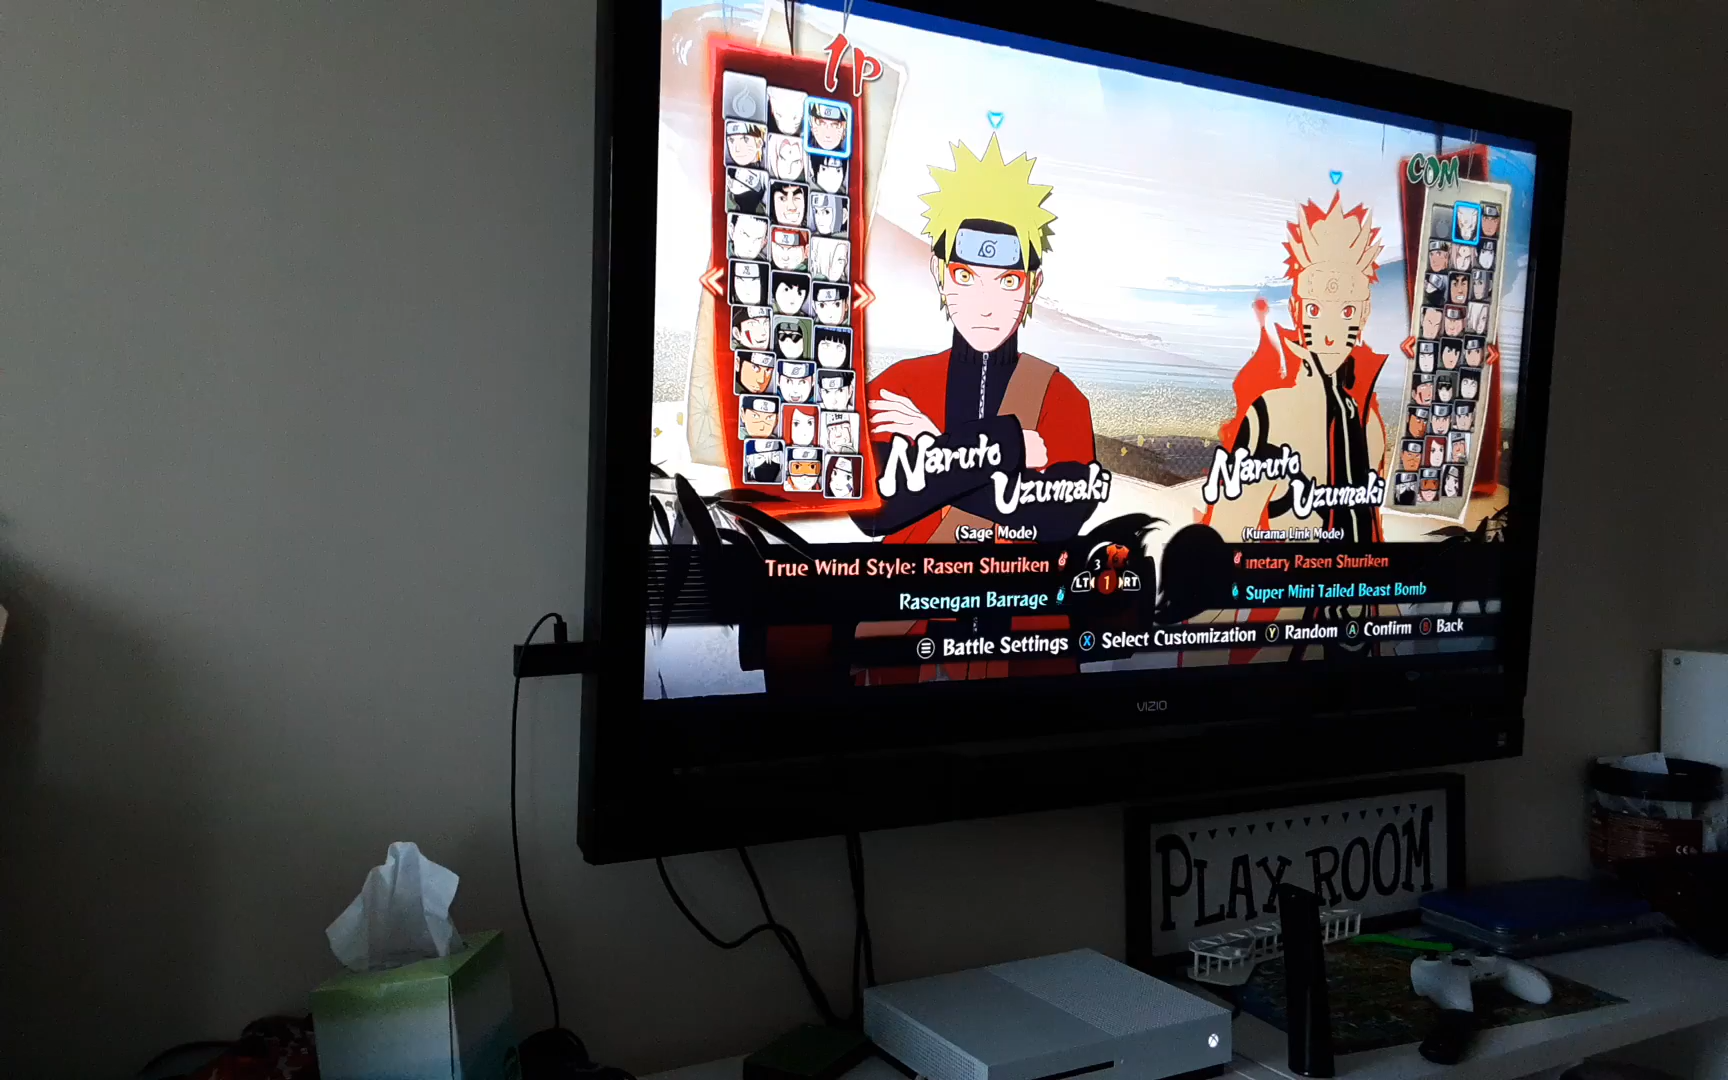 1P
COM
Naruto
Uzumaki
(Sage Mode)
True Wind Style: Rasen Shuriken
Rasengan Barrage
Naruto
Uzumaki
(Kurama Link Mode)
netary Rasen Shuriken
Super Mini Tailed Beast Bomb
3
LT 1 RT
Battle Settings X Select Customization Y Random A Confirm B Back
VIZIO
PLAY ROOM